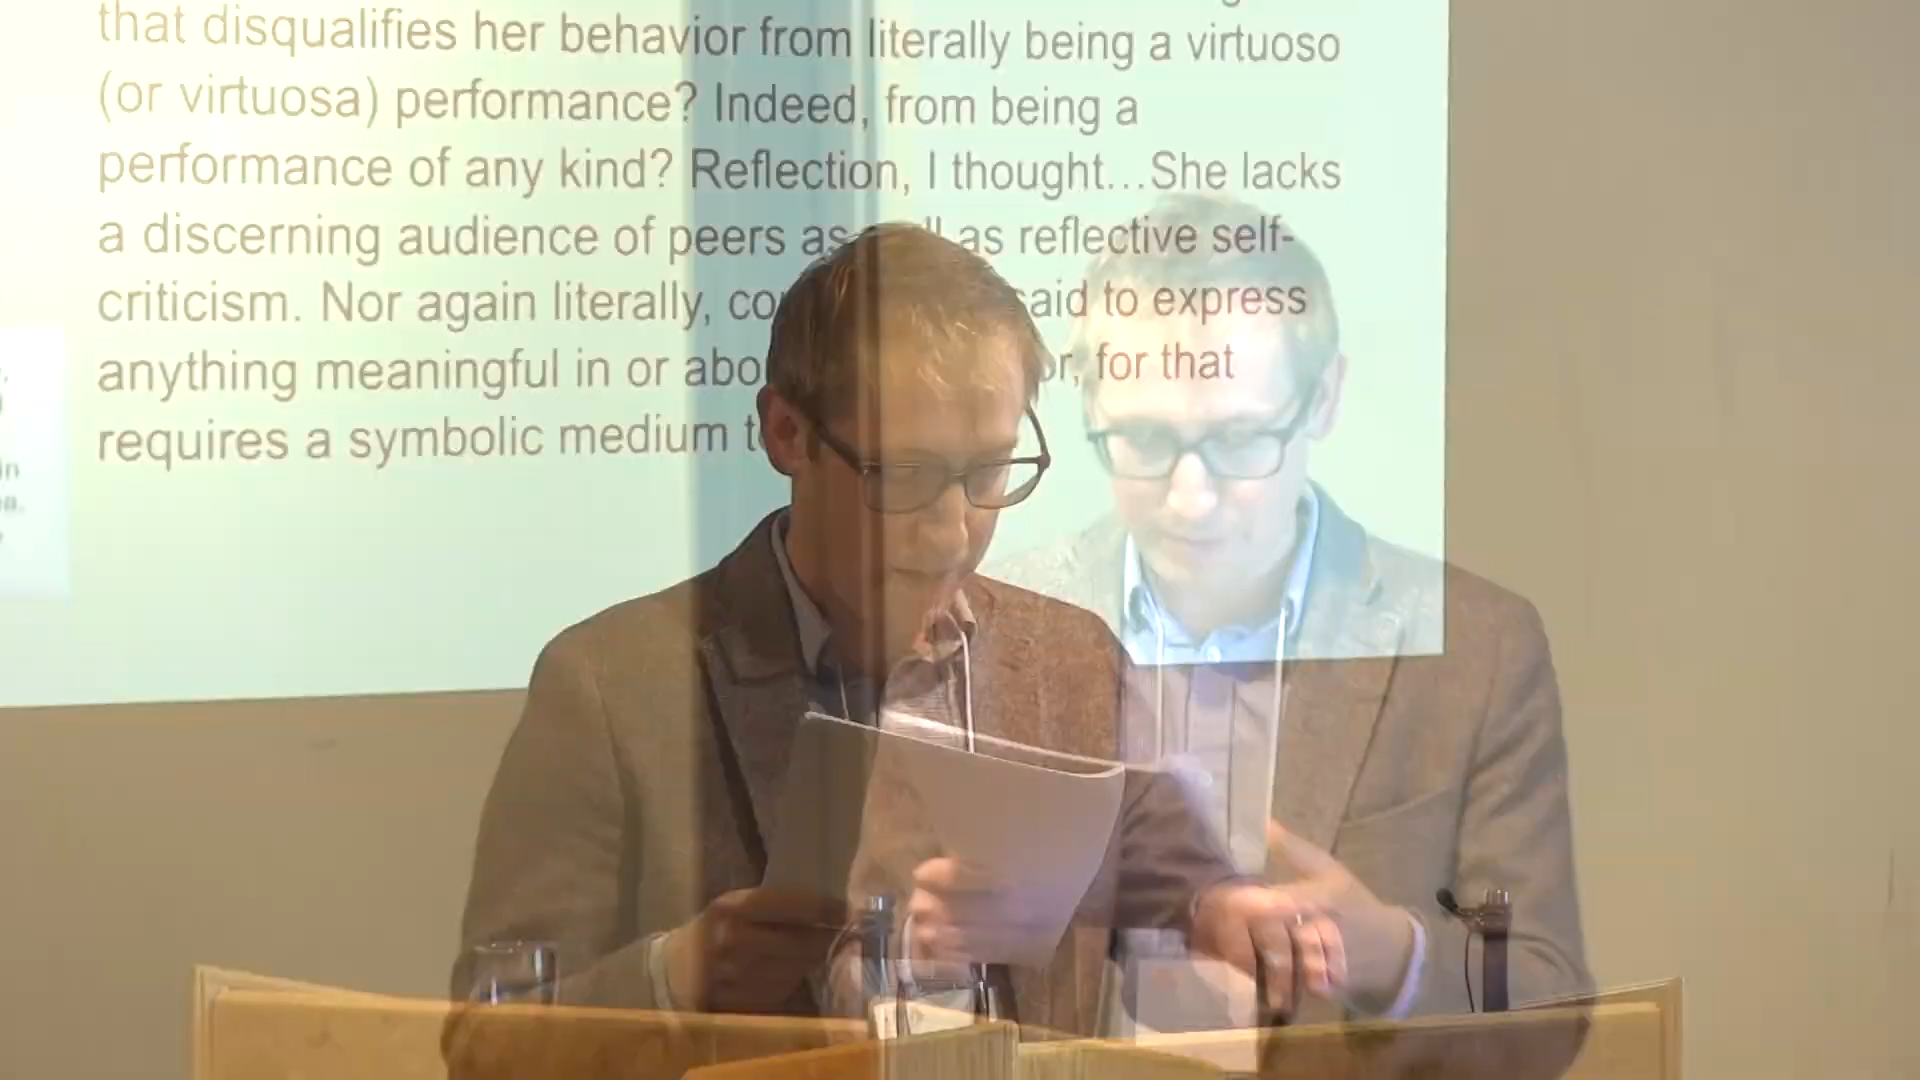 that disqualifies her behavior from literally being a virtuoso
(or virtuosa) performance? Indeed, from being a
performance of any kind? Reflection, I thought...She lacks
a discerning audience of peers as as reflective self-
criticism. Nor again literally, said to express
anything meaningful in or for that
requires a symbolic medium